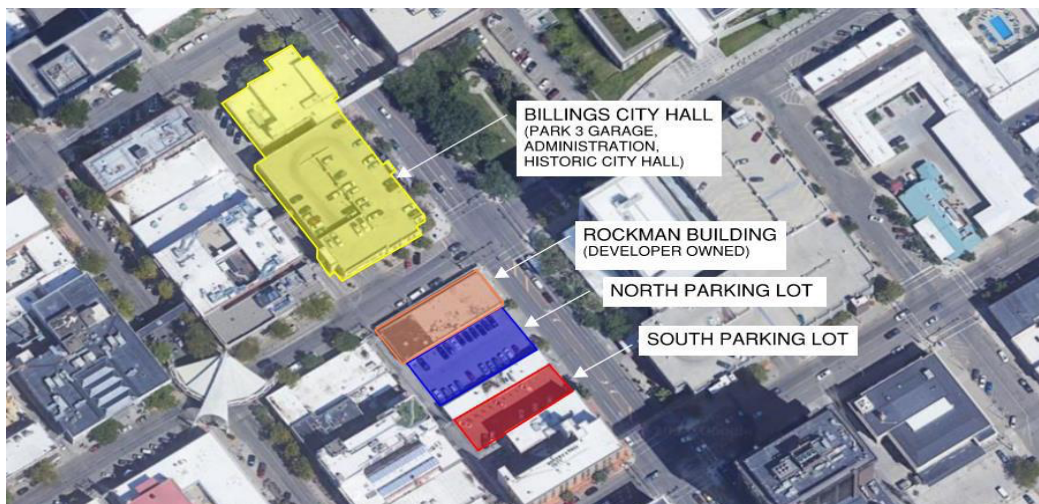 BILLINGS CITY HALL
(PARK 3 GARAGE,
ADMINISTRATION,
HISTORIC CITY HALL)
ROCKMAN BUILDING
(DEVELOPER OWNED)
NORTH PARKING LOT
SOUTH PARKING LOT